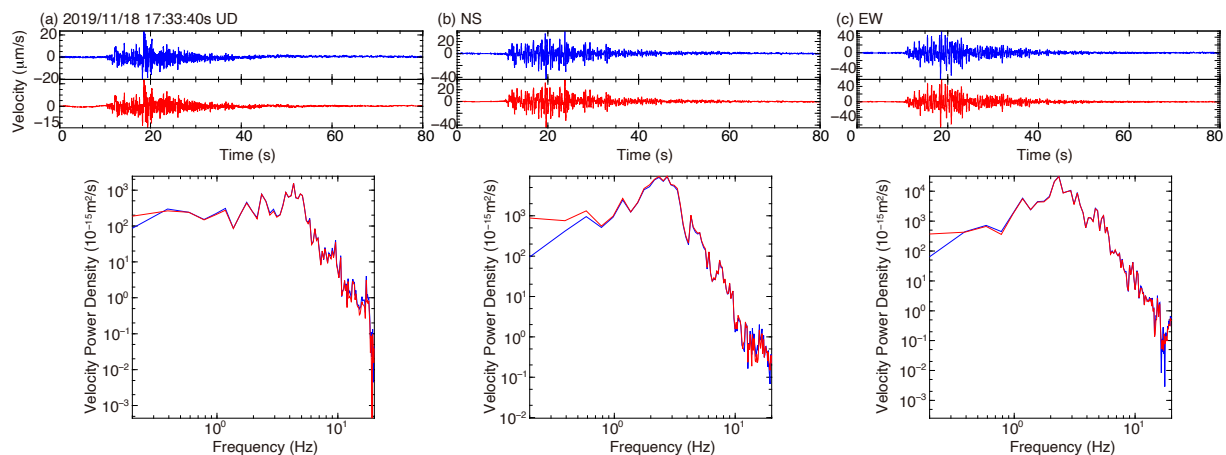 (a) 2019/11/18 17:33:40s UD
(b) NS
(c) EW
Velocity (μm/s)
20
0
−20
0
−15
0 20 40 60 80
Time (s)
0
−40
0
−40
0 20 40 60 80
Time (s)
40
0
−40
40
0
−40
0 20 40 60 80
Time (s)
Velocity Power Density (10⁻¹⁵m²/s)
10³
10²
10¹
10⁰
10⁻¹
10⁻²
10⁻³
10⁰ 10¹
Frequency (Hz)
Velocity Power Density (10⁻¹⁵m²/s)
10³
10²
10¹
10⁰
10⁻¹
10⁻²
10⁰ 10¹
Frequency (Hz)
Velocity Power Density (10⁻¹⁵m²/s)
10⁴
10³
10²
10¹
10⁰
10⁻¹
10⁻²
10⁻³
10⁰ 10¹
Frequency (Hz)